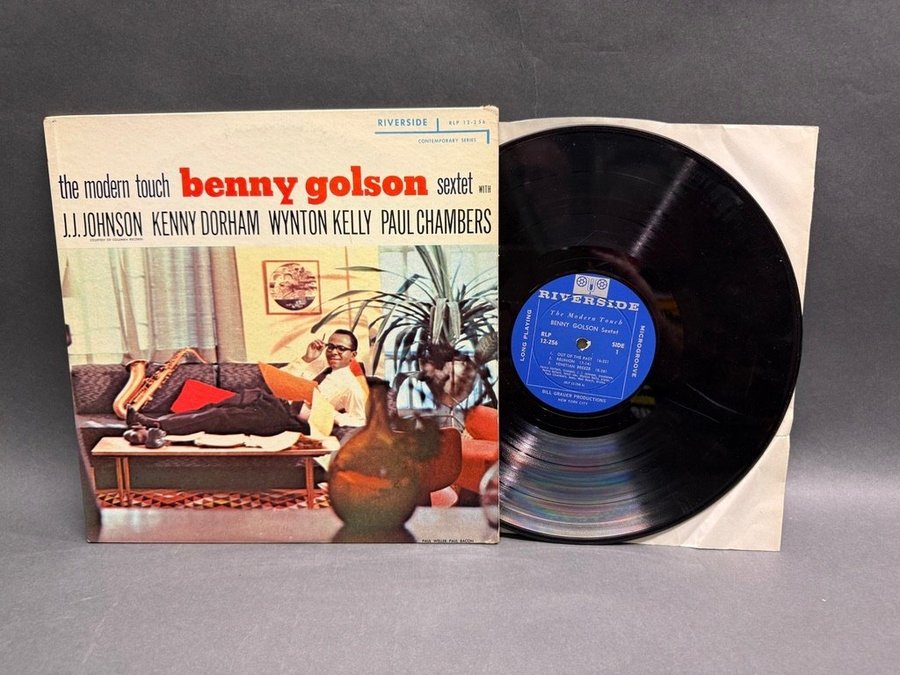 RIVERSIDE RLP 12-256
CONTEMPORARY SERIES
the modern touch benny golson sextet WITH
J.J. JOHNSON KENNY DORHAM WYNTON KELLY PAUL CHAMBERS
COURTESY OF COLUMBIA RECORDS
PAUL WELLER-PAUL BACON
RIVERSIDE
LONG PLAYING
MICROGROOVE
The Modern Touch
BENNY GOLSON Sextet
RLP
12-256
SIDE
1
1. OUT OF THE PAST
2. REUNION
3. VENETIAN BREEZE
BILL GRAUER PRODUCTIONS
NEW YORK CITY